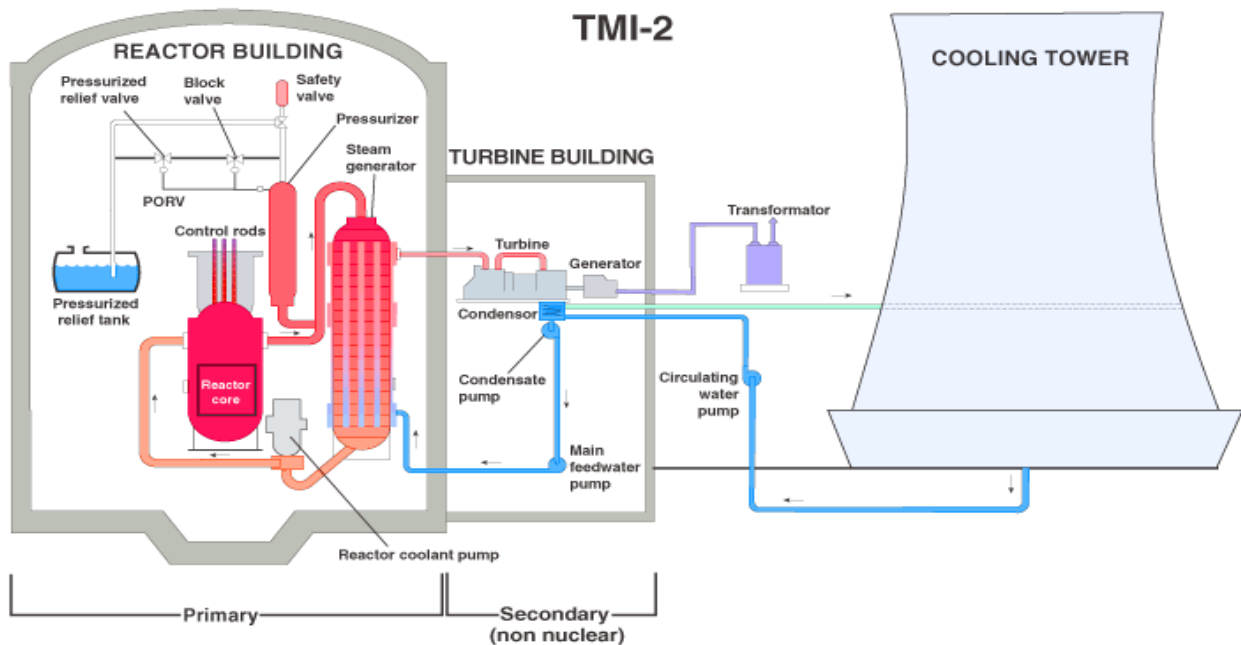 TMI-2
REACTOR BUILDING
COOLING TOWER
Pressurized
relief valve
Block
valve
Safety
valve
Pressurizer
Steam
generator
TURBINE BUILDING
PORV
Control rods
Transformator
Turbine
Generator
Pressurized
relief tank
Condensor
Reactor
core
Condensate
pump
Circulating
water
pump
Main
feedwater
pump
Reactor coolant pump
Primary
Secondary
(non nuclear)